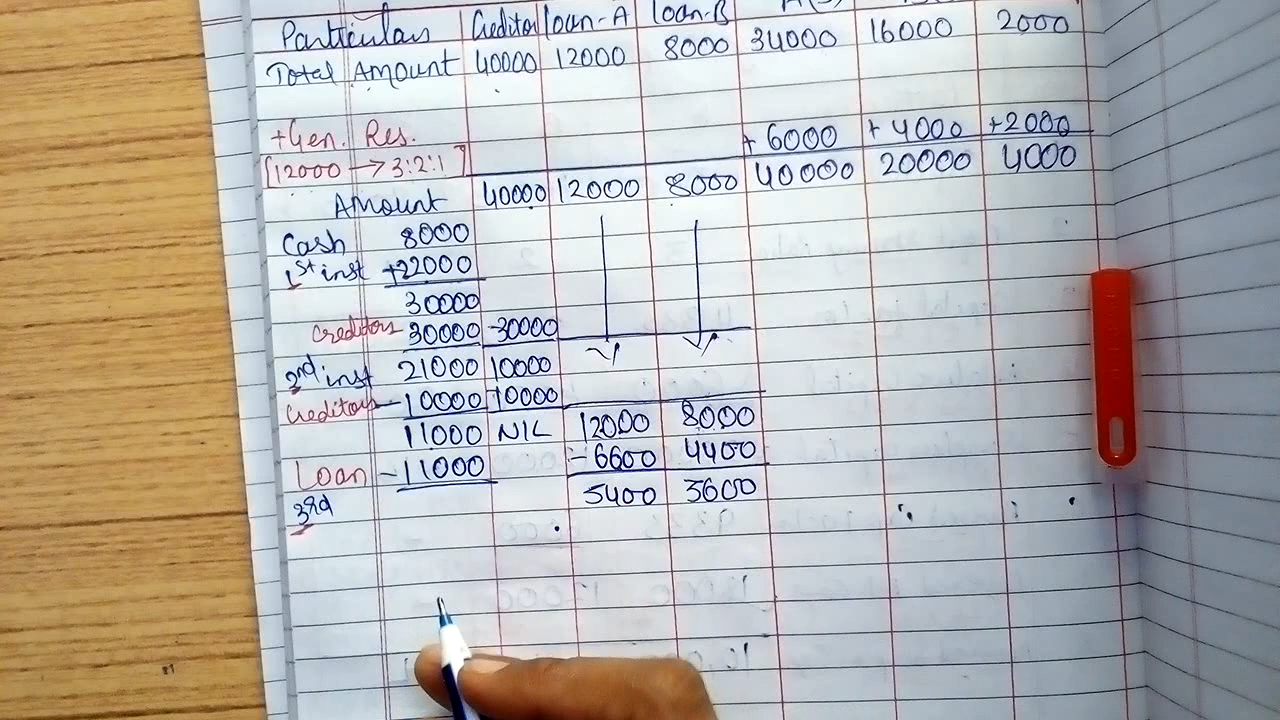 Particulars Creditor loan-A loan-B
Total Amount 40000 12000 8000 34000 16000 2000
+Gen. Res. + 6000 + 4000 +2000
[12000 → 3:2:1]
Amount 40000 12000 8000 40000 20000 4000
Cash 8000
1st inst +22000
30000
Creditors 30000 -30000
2nd inst 21000 10000
Creditors -10000 10000
11000 NIL 12000 8000
Loan -11000 -6600 4400
3rd 5400 3600